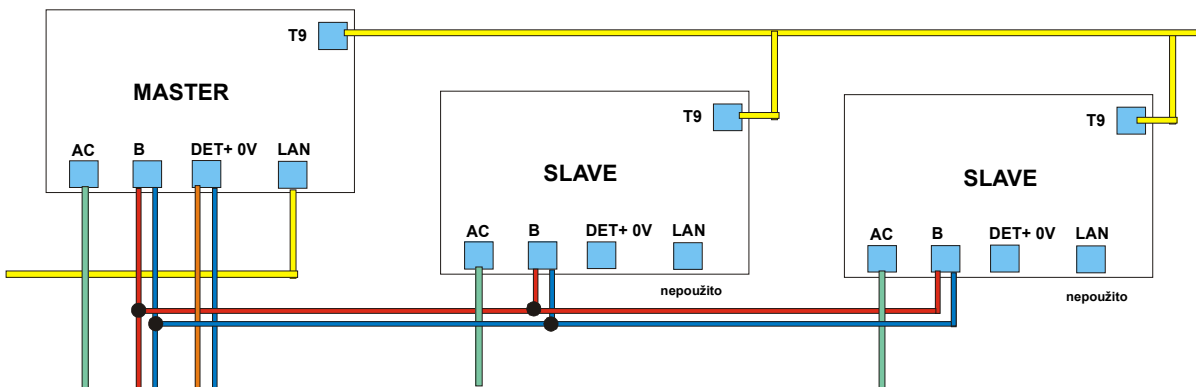 T9
MASTER
AC B DET+ 0V LAN
T9
SLAVE
AC B DET+ 0V LAN
nepoužito
T9
SLAVE
AC B DET+ 0V LAN
nepoužito